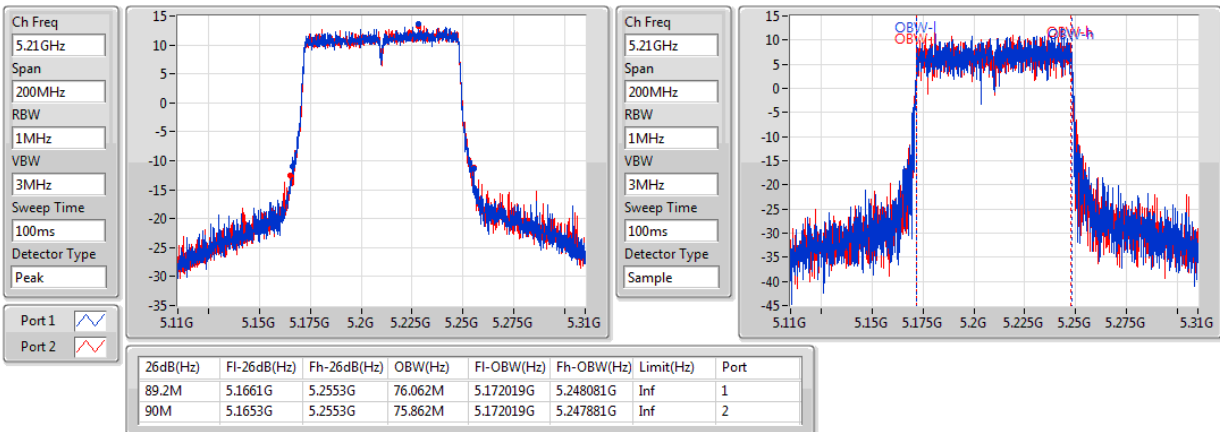 Ch Freq
5.21GHz
Span
200MHz
RBW
1MHz
VBW
3MHz
Sweep Time
100ms
Detector Type
Peak
Port 1
Port 2
15
10
5
0
-5
-10
-15
-20
-25
-30
-35
5.11G 5.15G 5.175G 5.2G 5.225G 5.25G 5.275G 5.31G
Ch Freq
5.21GHz
Span
200MHz
RBW
1MHz
VBW
3MHz
Sweep Time
100ms
Detector Type
Sample
15
10
5
0
-5
-10
-15
-20
-25
-30
-35
-40
-45
OBW-l
OBW-l
OBW-h
OBW-h
5.11G 5.15G 5.175G 5.2G 5.225G 5.25G 5.275G 5.31G
26dB(Hz) Fl-26dB(Hz) Fh-26dB(Hz) OBW(Hz) Fl-OBW(Hz) Fh-OBW(Hz) Limit(Hz) Port
89.2M 5.1661G 5.2553G 76.062M 5.172019G 5.248081G Inf 1
90M 5.1653G 5.2553G 75.862M 5.172019G 5.247881G Inf 2